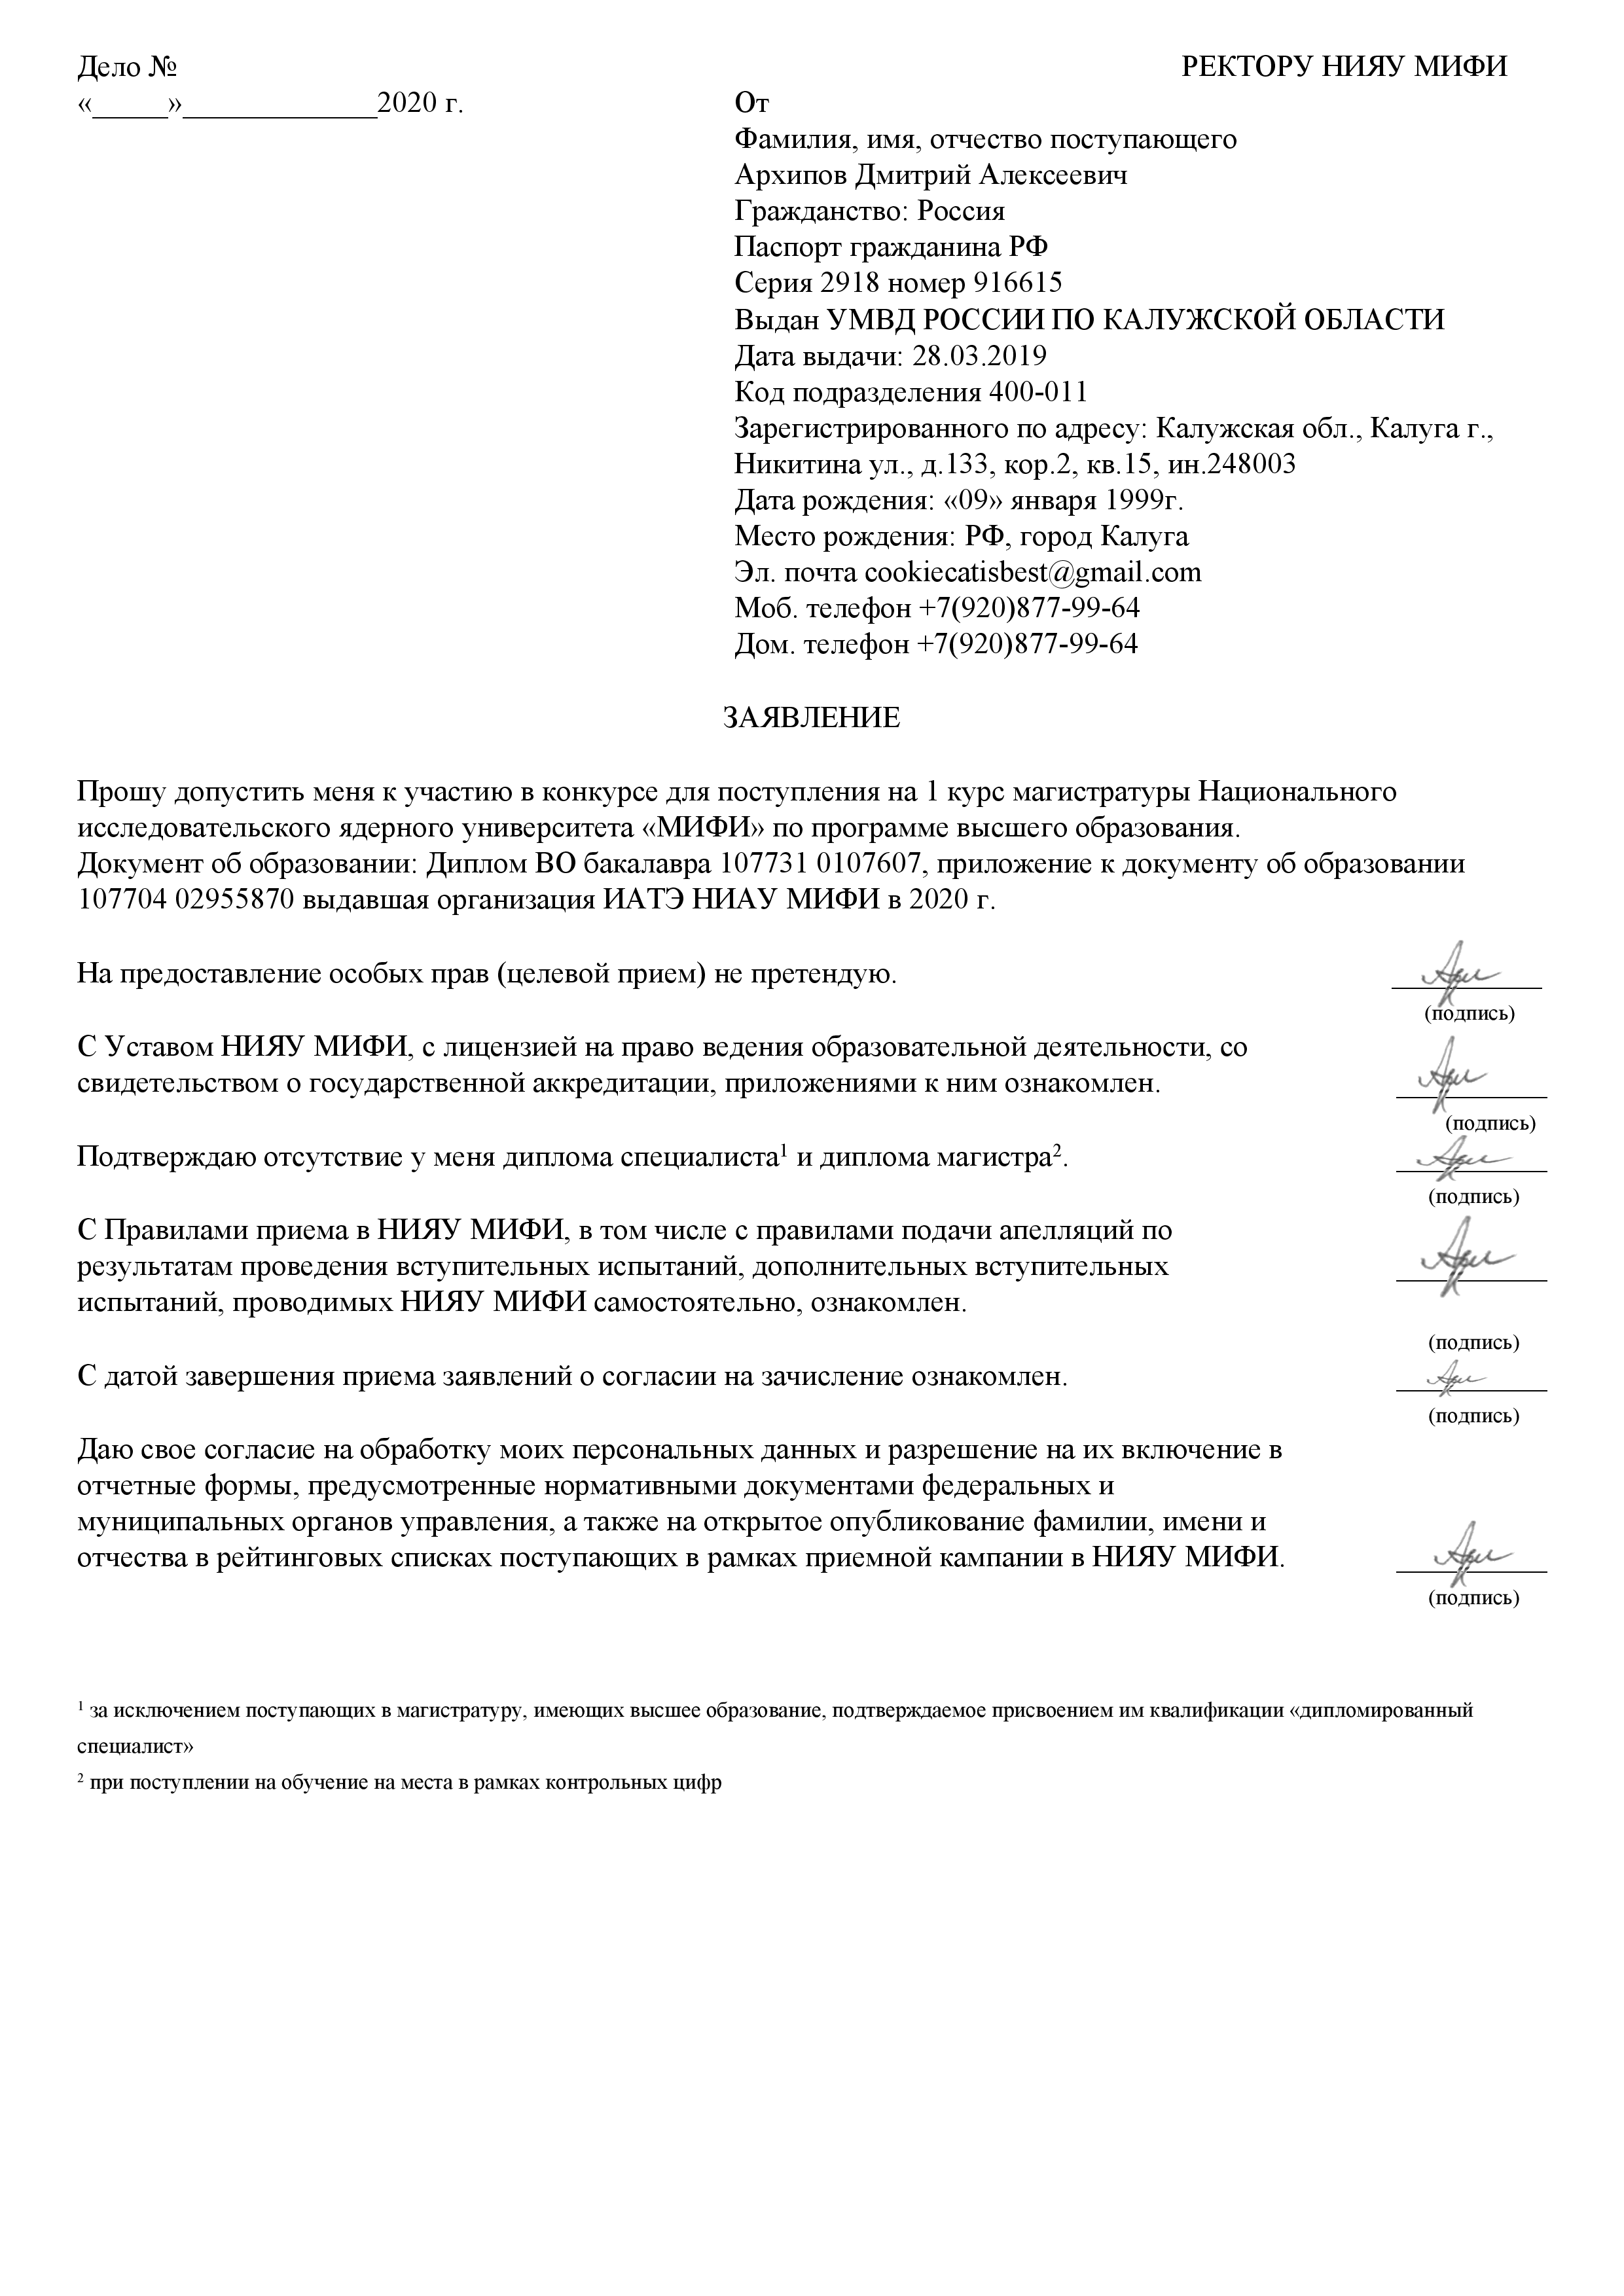 Дело №
РЕКТОРУ НИЯУ МИФИ
«_____»_____________2020 г.
От
Фамилия, имя, отчество поступающего
Архипов Дмитрий Алексеевич
Гражданство: Россия
Паспорт гражданина РФ
Серия 2918 номер 916615
Выдан УМВД РОССИИ ПО КАЛУЖСКОЙ ОБЛАСТИ
Дата выдачи: 28.03.2019
Код подразделения 400-011
Зарегистрированного по адресу: Калужская обл., Калуга г.,
Никитина ул., д.133, кор.2, кв.15, ин.248003
Дата рождения: «09» января 1999г.
Место рождения: РФ, город Калуга
Эл. почта cookiecatisbest@gmail.com
Моб. телефон +7(920)877-99-64
Дом. телефон +7(920)877-99-64
ЗАЯВЛЕНИЕ
Прошу допустить меня к участию в конкурсе для поступления на 1 курс магистратуры Национального
исследовательского ядерного университета «МИФИ» по программе высшего образования.
Документ об образовании: Диплом ВО бакалавра 107731 0107607, приложение к документу об образовании
107704 02955870 выдавшая организация ИАТЭ НИАУ МИФИ в 2020 г.
На предоставление особых прав (целевой прием) не претендую.
(подпись)
С Уставом НИЯУ МИФИ, с лицензией на право ведения образовательной деятельности, со
свидетельством о государственной аккредитации, приложениями к ним ознакомлен.
(подпись)
Подтверждаю отсутствие у меня диплома специалиста¹ и диплома магистра².
(подпись)
С Правилами приема в НИЯУ МИФИ, в том числе с правилами подачи апелляций по
результатам проведения вступительных испытаний, дополнительных вступительных
испытаний, проводимых НИЯУ МИФИ самостоятельно, ознакомлен.
(подпись)
С датой завершения приема заявлений о согласии на зачисление ознакомлен.
(подпись)
Даю свое согласие на обработку моих персональных данных и разрешение на их включение в
отчетные формы, предусмотренные нормативными документами федеральных и
муниципальных органов управления, а также на открытое опубликование фамилии, имени и
отчества в рейтинговых списках поступающих в рамках приемной кампании в НИЯУ МИФИ.
(подпись)
¹ за исключением поступающих в магистратуру, имеющих высшее образование, подтверждаемое присвоением им квалификации «дипломированный
специалист»
² при поступлении на обучение на места в рамках контрольных цифр